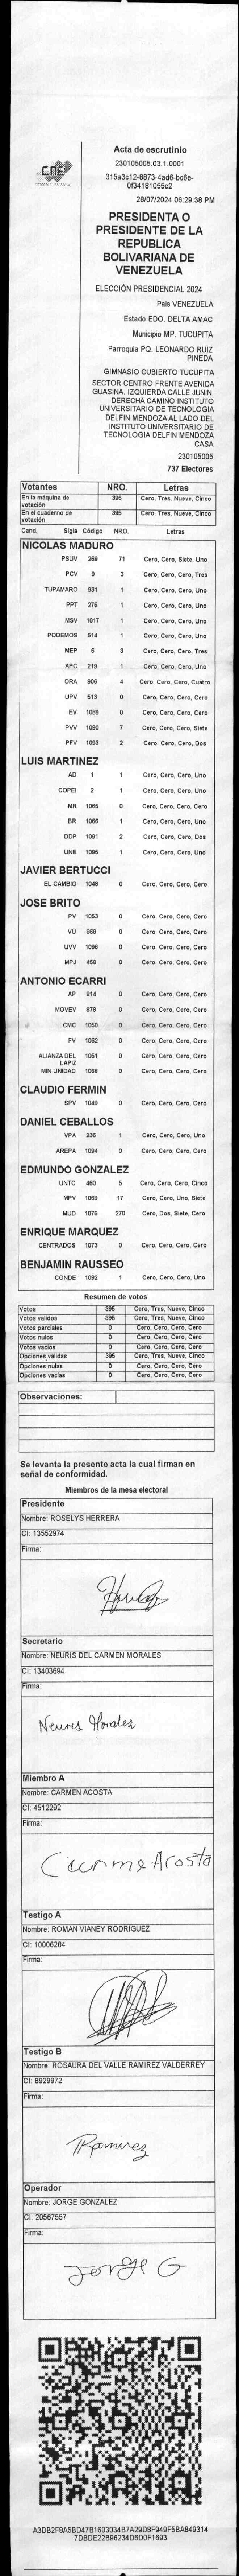 CNE
Acta de escrutinio
230105005.03.1.0001
315a3c12-8873-4ad6-bc6e-
0f34181055c2
28/07/2024 06:29:38 PM
PRESIDENTA O
PRESIDENTE DE LA
REPUBLICA
BOLIVARIANA DE
VENEZUELA
ELECCIÓN PRESIDENCIAL 2024
País VENEZUELA
Estado EDO. DELTA AMAC
Municipio MP. TUCUPITA
Parroquia PQ. LEONARDO RUIZ
PINEDA
GIMNASIO CUBIERTO TUCUPITA
SECTOR CENTRO FRENTE AVENIDA
GUASINA. IZQUIERDA CALLE JUNIN.
DERECHA CAMINO INSTITUTO
UNIVERSITARIO DE TECNOLOGIA
DELFIN MENDOZA AL LADO DEL
INSTITUTO UNIVERSITARIO DE
TECNOLOGIA DELFIN MENDOZA
CASA
230105005
737 Electores
Votantes NRO. Letras
En la máquina de votación 395 Cero, Tres, Nueve, Cinco
En el cuaderno de votación 395 Cero, Tres, Nueve, Cinco
Cand. Sigla Código NRO. Letras
NICOLAS MADURO
PSUV 269 71 Cero, Cero, Siete, Uno
PCV 9 3 Cero, Cero, Cero, Tres
TUPAMARO 931 1 Cero, Cero, Cero, Uno
PPT 276 1 Cero, Cero, Cero, Uno
MSV 1017 1 Cero, Cero, Cero, Uno
PODEMOS 514 1 Cero, Cero, Cero, Uno
MEP 6 3 Cero, Cero, Cero, Tres
APC 219 1 Cero, Cero, Cero, Uno
ORA 906 4 Cero, Cero, Cero, Cuatro
UPV 513 0 Cero, Cero, Cero, Cero
EV 1089 0 Cero, Cero, Cero, Cero
PVV 1090 7 Cero, Cero, Cero, Siete
PFV 1093 2 Cero, Cero, Cero, Dos
LUIS MARTINEZ
AD 1 1 Cero, Cero, Cero, Uno
COPEI 2 1 Cero, Cero, Cero, Uno
MR 1065 0 Cero, Cero, Cero, Cero
BR 1066 1 Cero, Cero, Cero, Uno
DDP 1091 2 Cero, Cero, Cero, Dos
UNE 1095 1 Cero, Cero, Cero, Uno
JAVIER BERTUCCI
EL CAMBIO 1048 0 Cero, Cero, Cero, Cero
JOSE BRITO
PV 1053 0 Cero, Cero, Cero, Cero
VU 968 0 Cero, Cero, Cero, Cero
UVV 1096 0 Cero, Cero, Cero, Cero
MPJ 458 0 Cero, Cero, Cero, Cero
ANTONIO ECARRI
AP 814 0 Cero, Cero, Cero, Cero
MOVEV 978 0 Cero, Cero, Cero, Cero
CMC 1050 0 Cero, Cero, Cero, Cero
FV 1062 0 Cero, Cero, Cero, Cero
ALIANZA DEL LAPIZ 1051 0 Cero, Cero, Cero, Cero
MIN UNIDAD 1068 0 Cero, Cero, Cero, Cero
CLAUDIO FERMIN
SPV 1049 0 Cero, Cero, Cero, Cero
DANIEL CEBALLOS
VPA 236 1 Cero, Cero, Cero, Uno
AREPA 1094 0 Cero, Cero, Cero, Cero
EDMUNDO GONZALEZ
UNTC 460 5 Cero, Cero, Cero, Cinco
MPV 1069 17 Cero, Cero, Uno, Siete
MUD 1076 270 Cero, Dos, Siete, Cero
ENRIQUE MARQUEZ
CENTRADOS 1073 0 Cero, Cero, Cero, Cero
BENJAMIN RAUSSEO
CONDE 1092 1 Cero, Cero, Cero, Uno
Resumen de votos
Votos 395 Cero, Tres, Nueve, Cinco
Votos validos 395 Cero, Tres, Nueve, Cinco
Votos parciales 0 Cero, Cero, Cero, Cero
Votos nulos 0 Cero, Cero, Cero, Cero
Votos vacios 0 Cero, Cero, Cero, Cero
Opciones validas 395 Cero, Tres, Nueve, Cinco
Opciones nulas 0 Cero, Cero, Cero, Cero
Opciones vacias 0 Cero, Cero, Cero, Cero
Observaciones:
Se levanta la presente acta la cual firman en
señal de conformidad.
Miembros de la mesa electoral
Presidente
Nombre: ROSELYS HERRERA
CI: 13552974
Firma:
Secretario
Nombre: NEURIS DEL CARMEN MORALES
CI: 13403694
Firma:
Neuris Morales
Miembro A
Nombre: CARMEN ACOSTA
CI: 4512292
Firma:
Carmen Acosta
Testigo A
Nombre: ROMAN VIANEY RODRIGUEZ
CI: 10006204
Firma:
Testigo B
Nombre: ROSAURA DEL VALLE RAMIREZ VALDERREY
CI: 8929972
Firma:
Ramirez
Operador
Nombre: JORGE GONZALEZ
CI: 20567557
Firma:
Jorge G
A3DB2F8A5BD47B1603034B7A29D8F949F5BA849314
7DBDE22B96234D6D0F1693